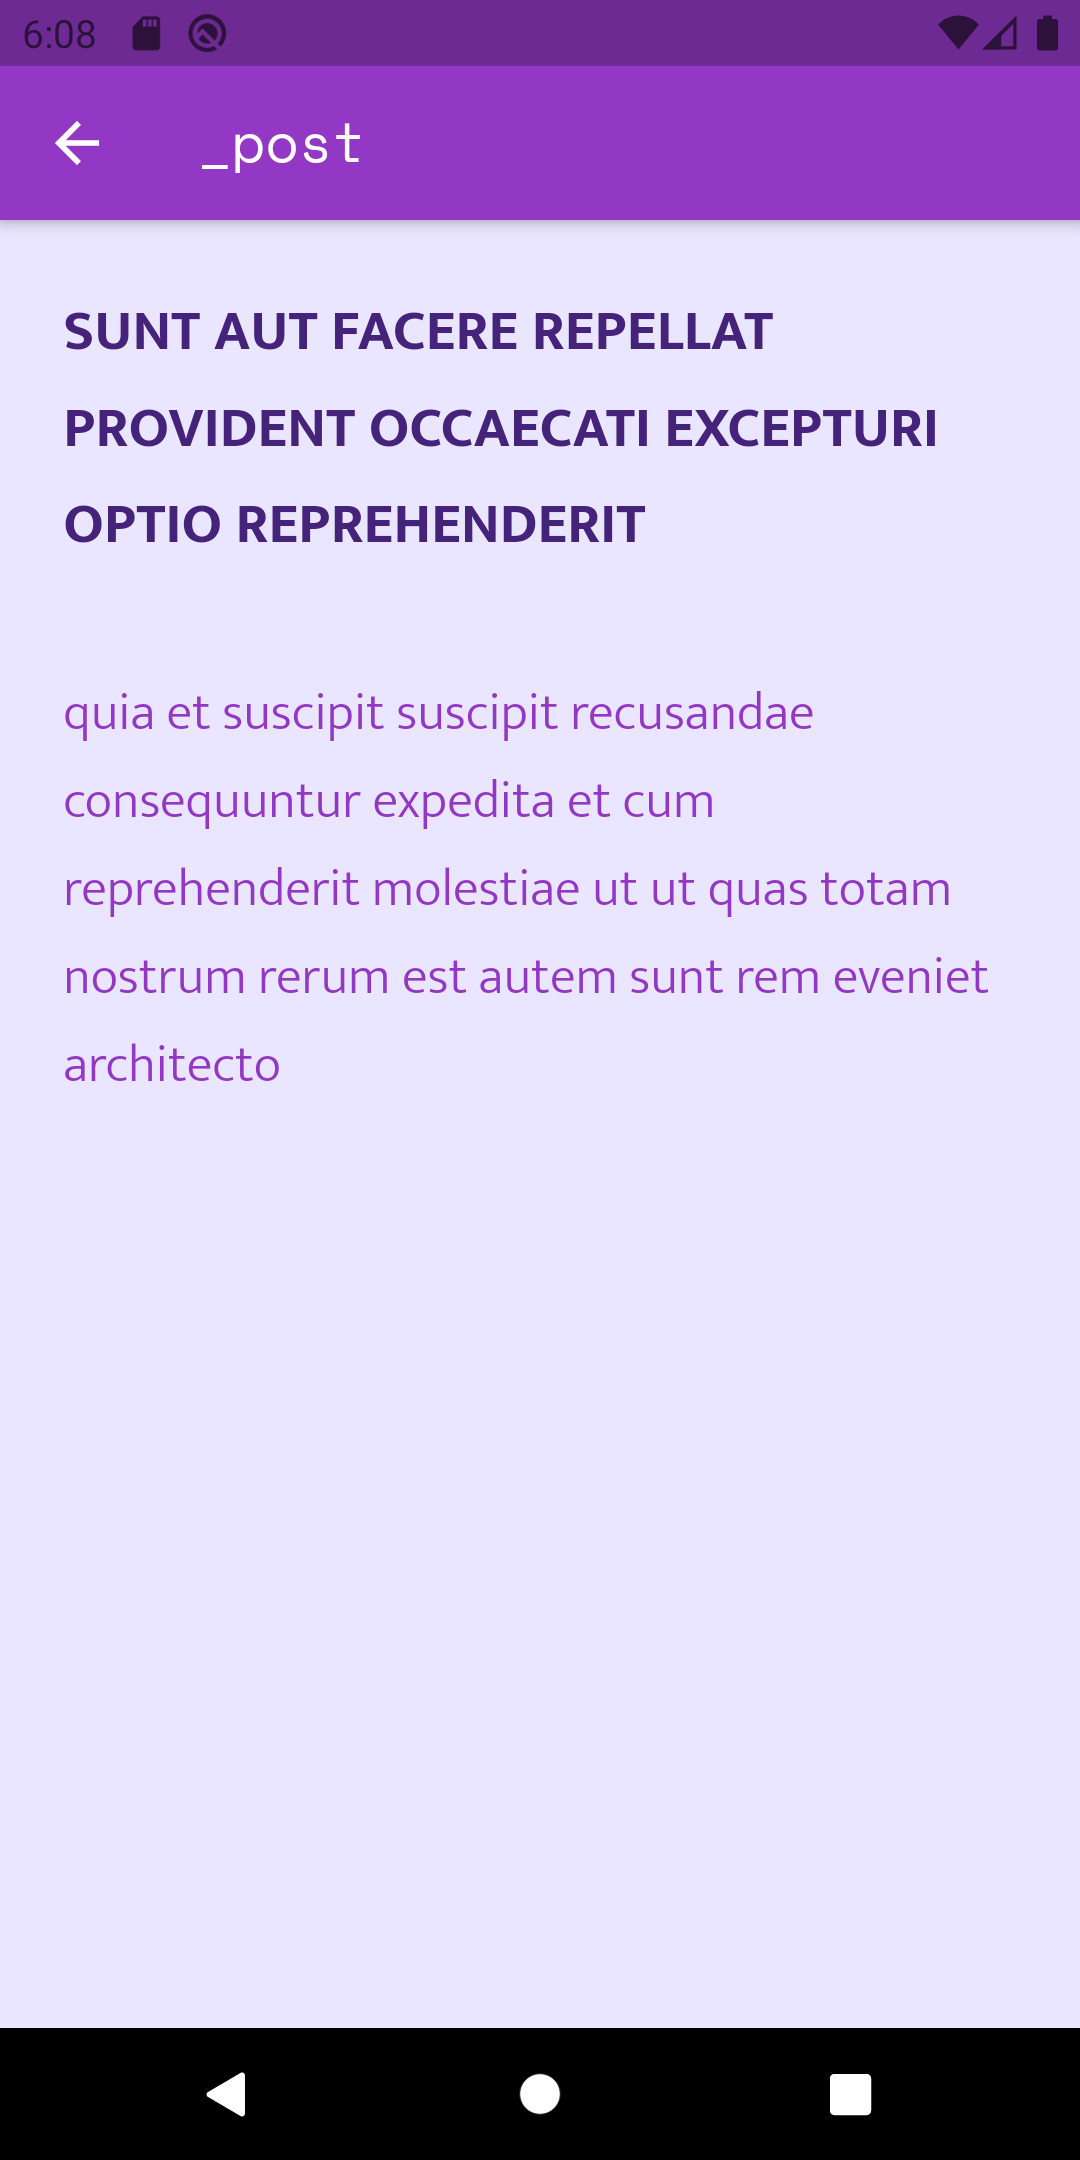 6:08
_post
SUNT AUT FACERE REPELLAT
PROVIDENT OCCAECATI EXCEPTURI
OPTIO REPREHENDERIT
quia et suscipit suscipit recusandae
consequuntur expedita et cum
reprehenderit molestiae ut ut quas totam
nostrum rerum est autem sunt rem eveniet
architecto